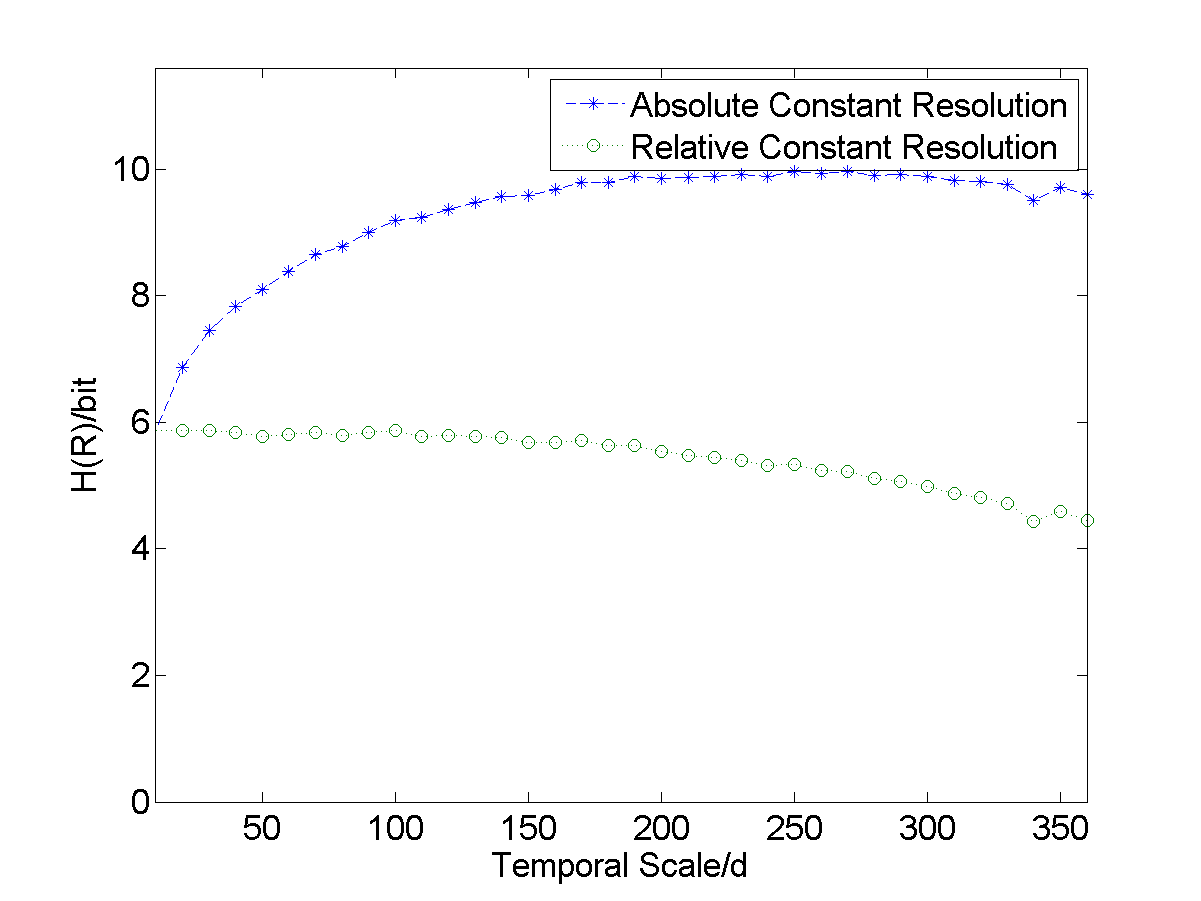 Absolute Constant Resolution
Relative Constant Resolution
10
8
6
4
2
0
H(R)/bit
50 100 150 200 250 300 350
Temporal Scale/d